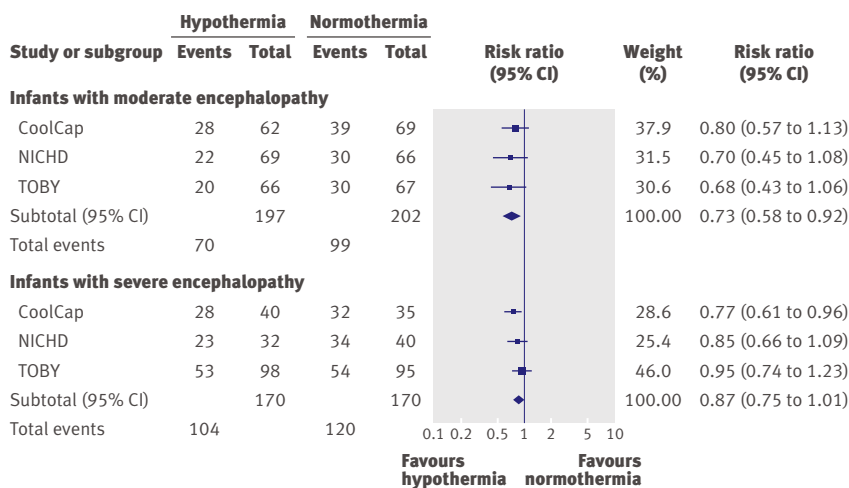 Hypothermia Normothermia
Study or subgroup Events Total Events Total Risk ratio (95% CI) Weight (%) Risk ratio (95% CI)
Infants with moderate encephalopathy
CoolCap 28 62 39 69 37.9 0.80 (0.57 to 1.13)
NICHD 22 69 30 66 31.5 0.70 (0.45 to 1.08)
TOBY 20 66 30 67 30.6 0.68 (0.43 to 1.06)
Subtotal (95% CI) 197 202 100.00 0.73 (0.58 to 0.92)
Total events 70 99
Infants with severe encephalopathy
CoolCap 28 40 32 35 28.6 0.77 (0.61 to 0.96)
NICHD 23 32 34 40 25.4 0.85 (0.66 to 1.09)
TOBY 53 98 54 95 46.0 0.95 (0.74 to 1.23)
Subtotal (95% CI) 170 170 100.00 0.87 (0.75 to 1.01)
Total events 104 120
0.1 0.2 0.5 1 2 5 10
Favours hypothermia Favours normothermia